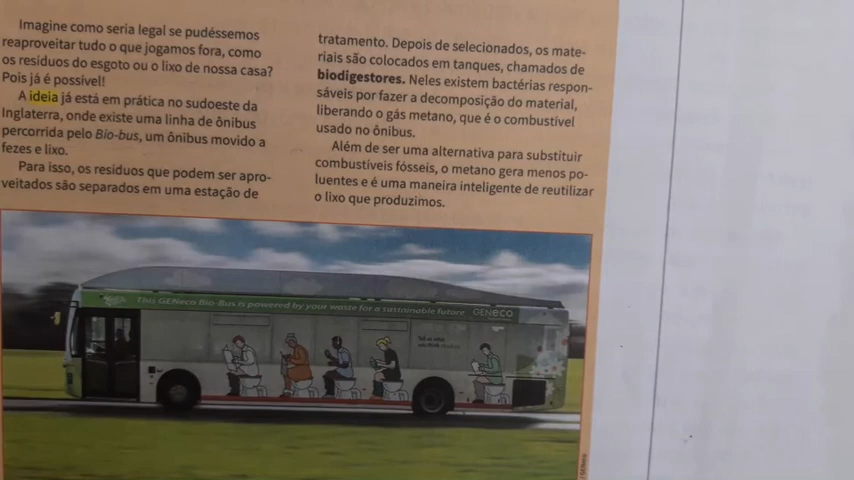 Imagine como seria legal se pudéssemos
reaproveitar tudo o que jogamos fora, como
os resíduos do esgoto ou o lixo de nossa casa?
Pois já é possível!
A ideia já está em prática no sudoeste da
Inglaterra, onde existe uma linha de ônibus
percorrida pelo Bio-bus, um ônibus movido a
fezes e lixo.
Para isso, os resíduos que podem ser apro-
veitados são separados em uma estação de
tratamento. Depois de selecionados, os mate-
riais são colocados em tanques, chamados de
biodigestores. Neles existem bactérias respon-
sáveis por fazer a decomposição do material,
liberando o gás metano, que é o combustível
usado no ônibus.
Além de ser uma alternativa para substituir
combustíveis fósseis, o metano gera menos po-
luentes e é uma maneira inteligente de reutilizar
o lixo que produzimos.
This GENeco Bio-Bus is powered by your waste for a sustainable future
GENeco